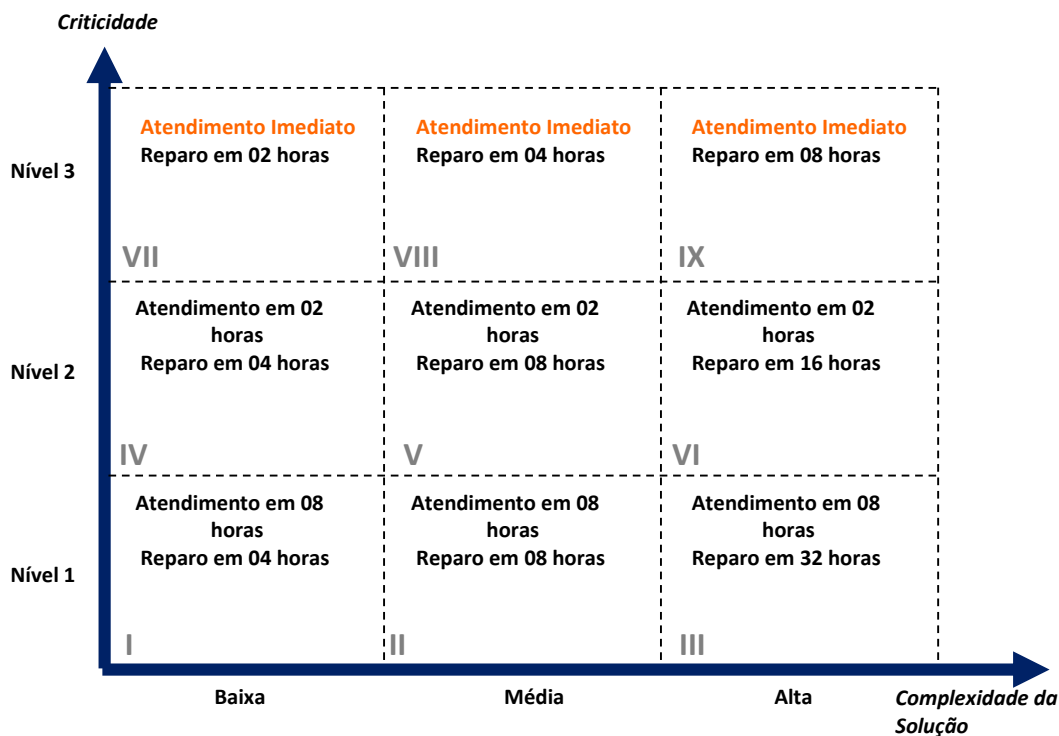 Criticidade
Atendimento Imediato
Reparo em 02 horas
Atendimento Imediato
Reparo em 04 horas
Atendimento Imediato
Reparo em 08 horas
Nível 3
VII
VIII
IX
Atendimento em 02
horas
Reparo em 04 horas
Atendimento em 02
horas
Reparo em 08 horas
Atendimento em 02
horas
Reparo em 16 horas
Nível 2
IV
V
VI
Atendimento em 08
horas
Reparo em 04 horas
Atendimento em 08
horas
Reparo em 08 horas
Atendimento em 08
horas
Reparo em 32 horas
Nível 1
I
II
III
Baixa
Média
Alta
Complexidade da
Solução